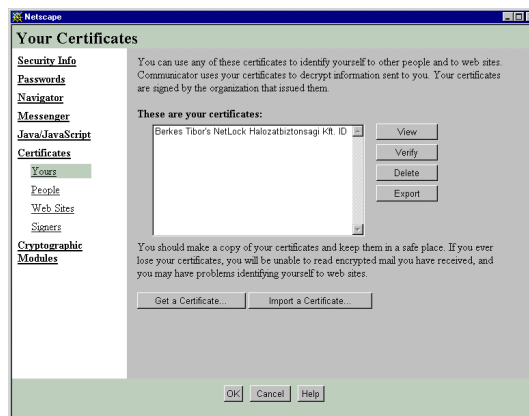 Netscape
Your Certificates
Security Info
Passwords
Navigator
Messenger
Java/JavaScript
Certificates
Yours
People
Web Sites
Signers
Cryptographic
Modules
You can use any of these certificates to identify yourself to other people and to web sites.
Communicator uses your certificates to decrypt information sent to you. Your certificates
are signed by the organization that issued them.
These are your certificates:
Berkes Tibor's NetLock Halozatbiztonsagi Kft. ID
View
Verify
Delete
Export
You should make a copy of your certificates and keep them in a safe place. If you ever
lose your certificates, you will be unable to read encrypted mail you have received, and
you may have problems identifying yourself to web sites.
Get a Certificate...
Import a Certificate...
OK
Cancel
Help